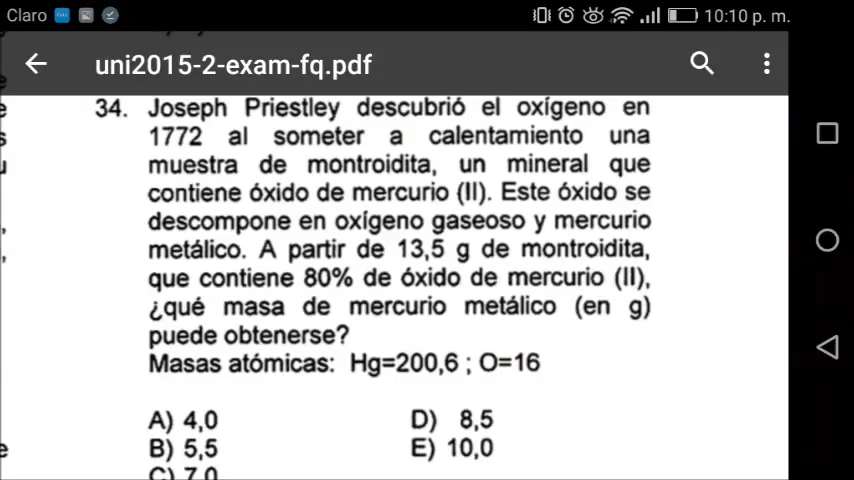 Claro 10:10 p. m.
uni2015-2-exam-fq.pdf
34. Joseph Priestley descubrió el oxígeno en
1772 al someter a calentamiento una
muestra de montroidita, un mineral que
contiene óxido de mercurio (II). Este óxido se
descompone en oxígeno gaseoso y mercurio
metálico. A partir de 13,5 g de montroidita,
que contiene 80% de óxido de mercurio (II),
¿qué masa de mercurio metálico (en g)
puede obtenerse?
Masas atómicas: Hg=200,6 ; O=16
A) 4,0 D) 8,5
B) 5,5 E) 10,0
C) 7,0